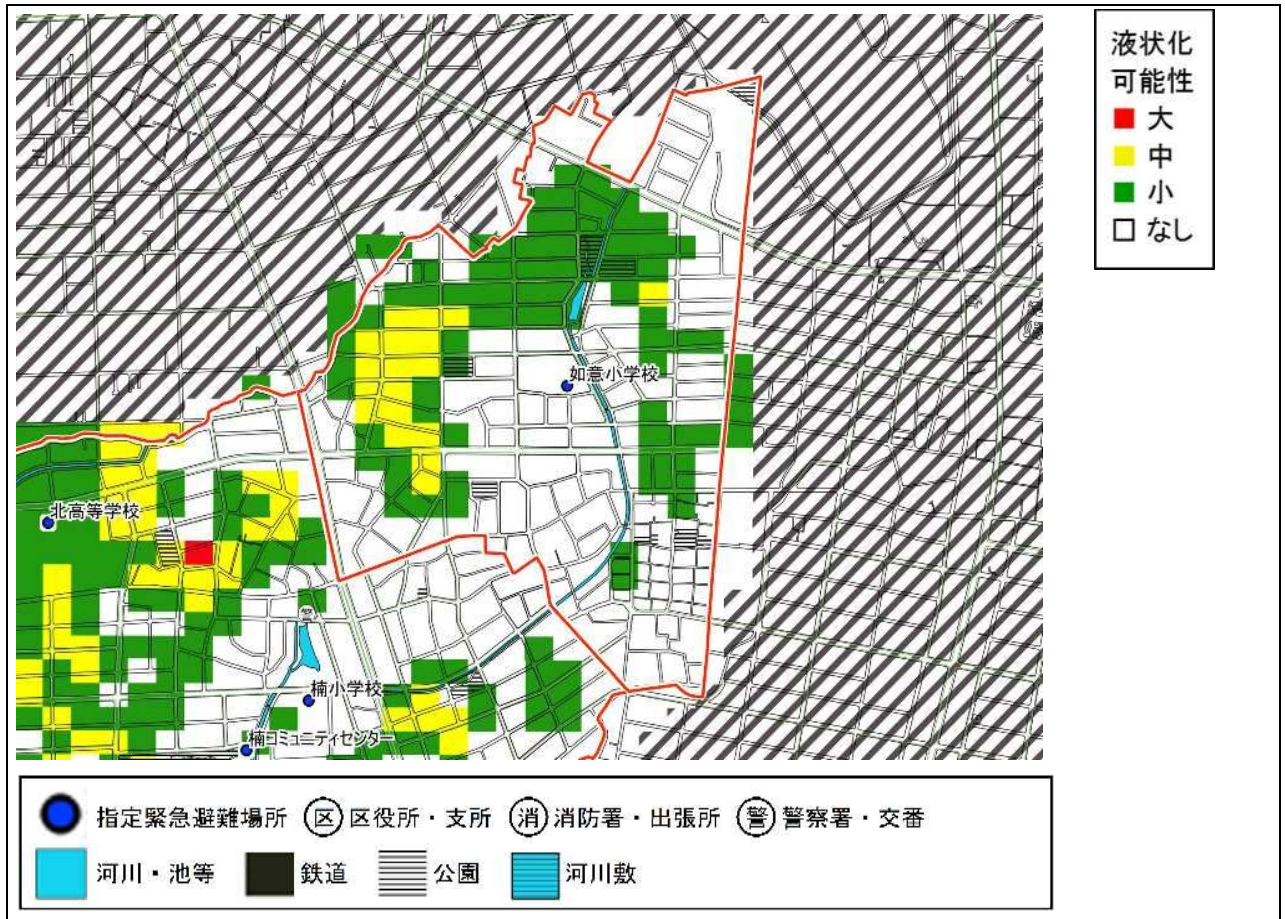 液状化
可能性
大
中
小
なし
如意小学校
北高等学校
警
楠小学校
楠コミュニティセンター
指定緊急避難場所 区 区役所・支所 消 消防署・出張所 警 警察署・交番
河川・池等 鉄道 公園 河川敷